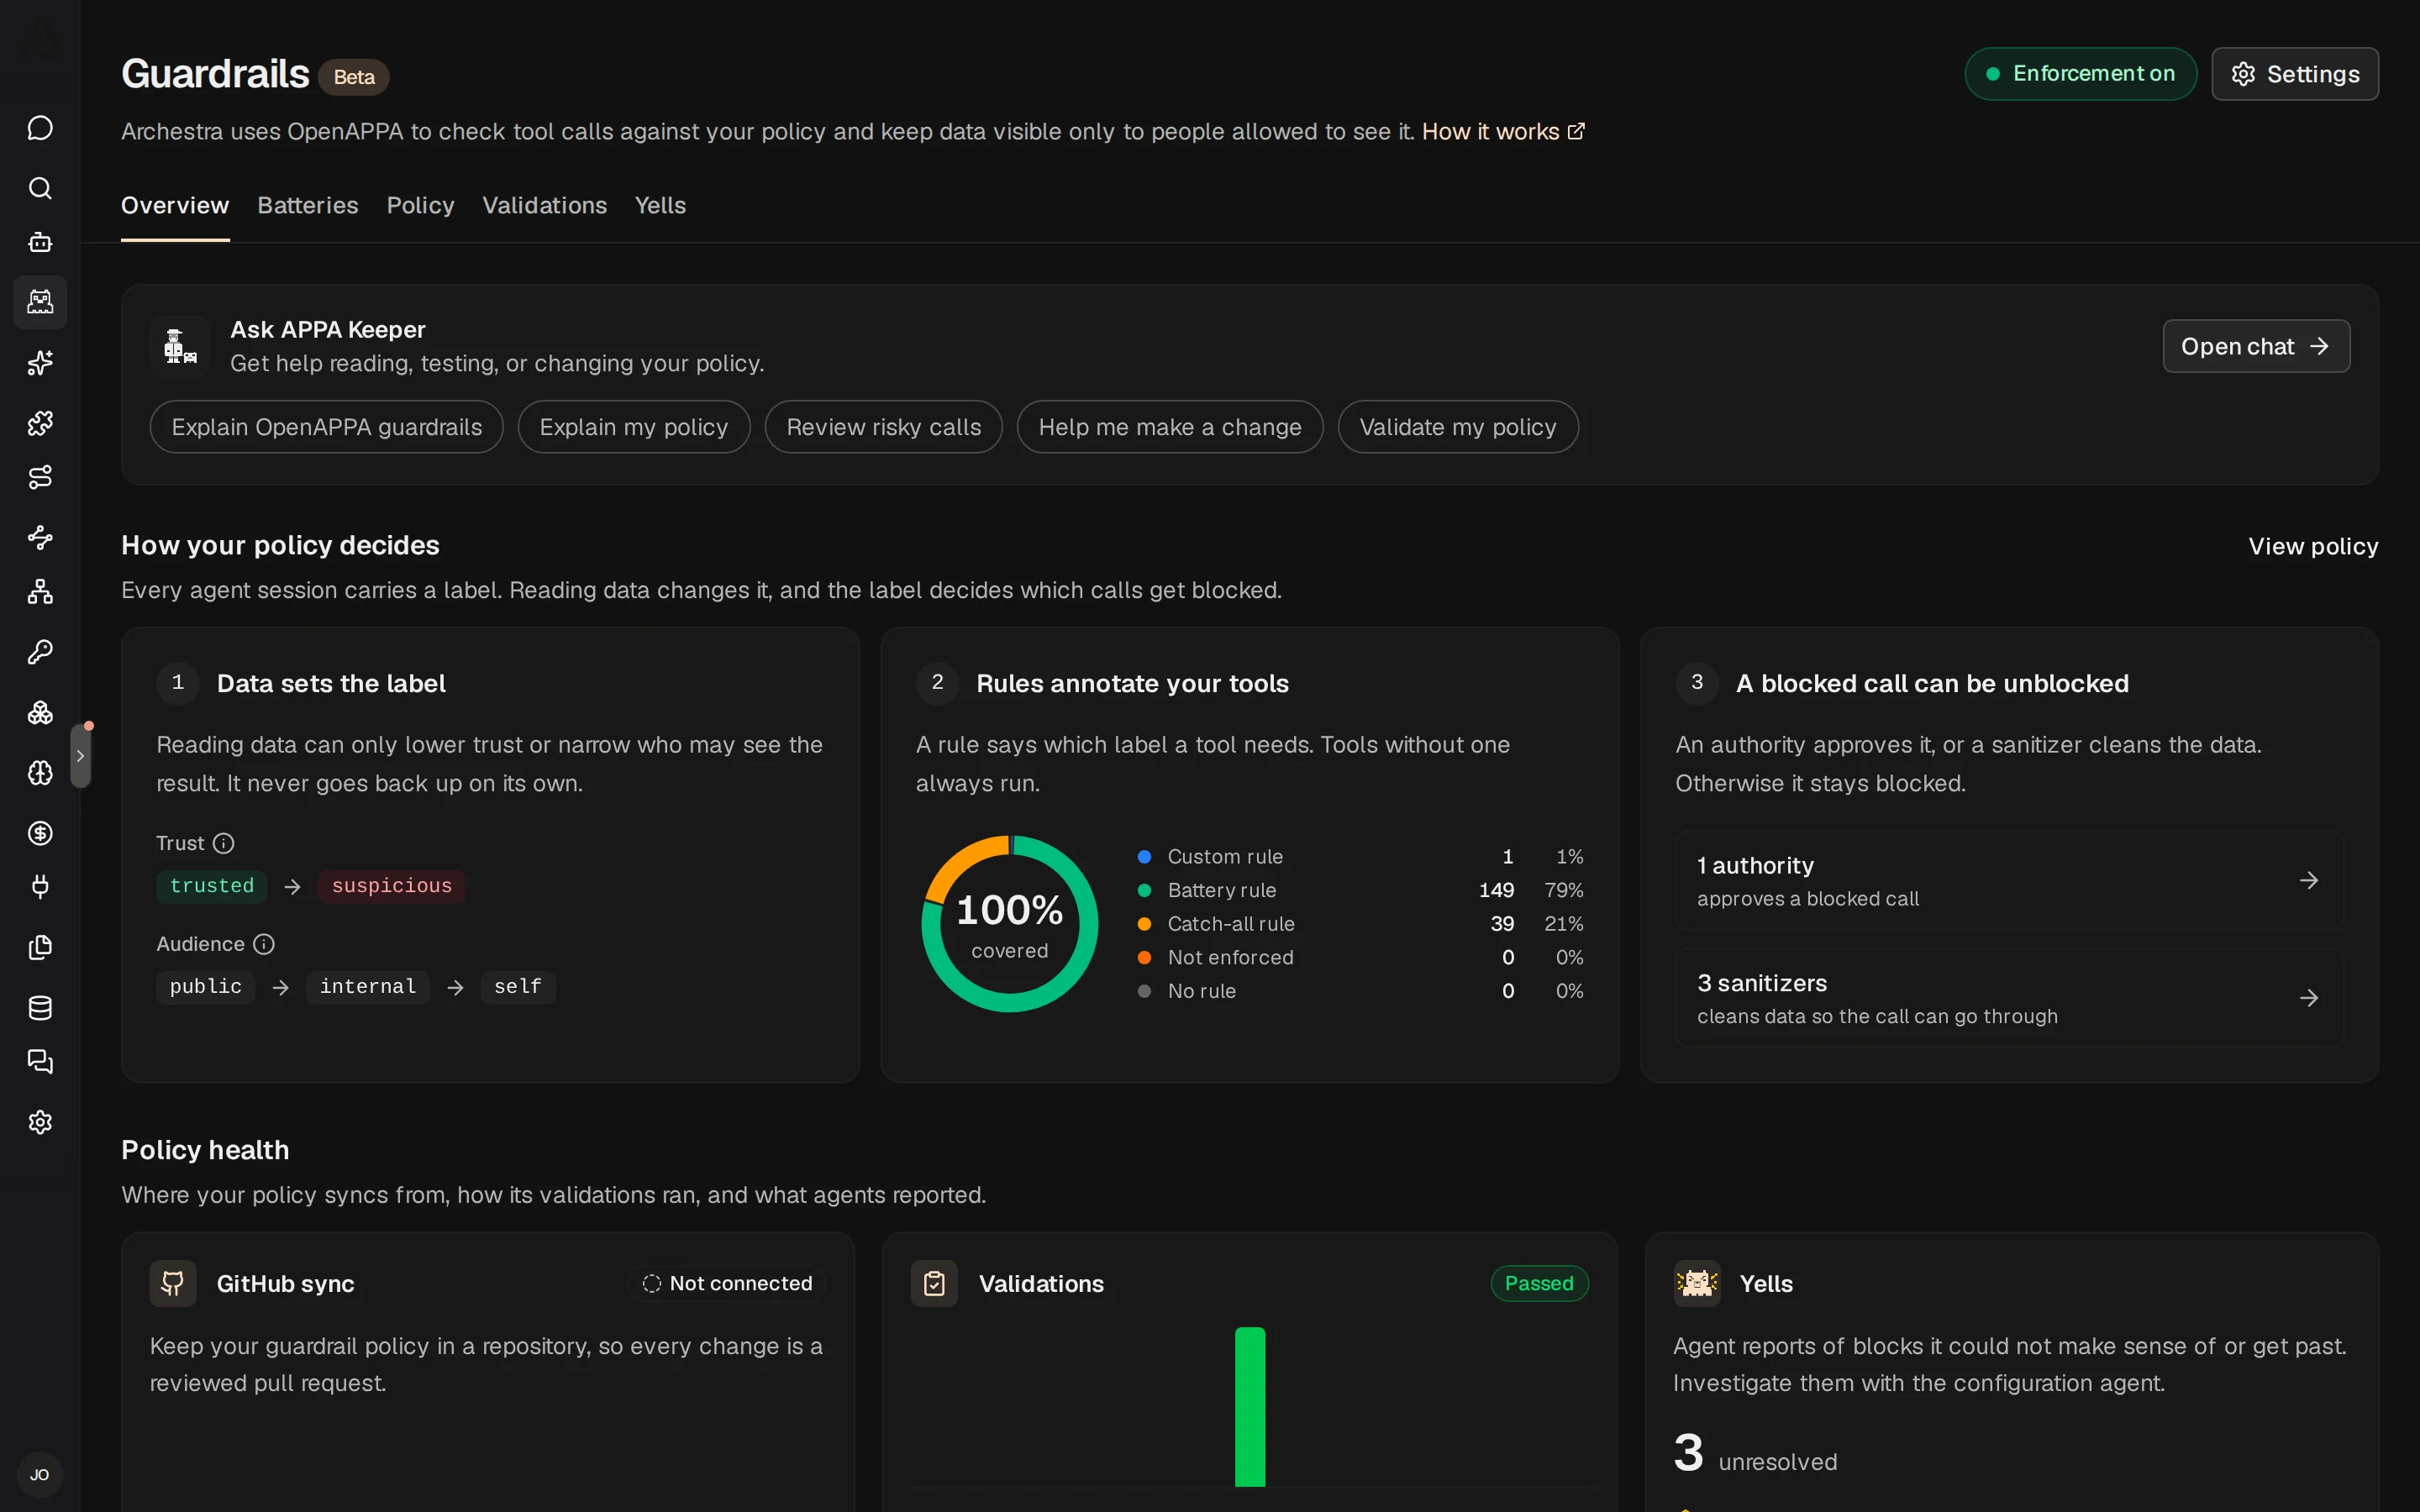 Guardrails Beta
Enforcement on
Settings
Archestra uses OpenAPPA to check tool calls against your policy and keep data visible only to people allowed to see it. How it works
Overview Batteries Policy Validations Yells
Ask APPA Keeper
Get help reading, testing, or changing your policy.
Open chat
Explain OpenAPPA guardrails
Explain my policy
Review risky calls
Help me make a change
Validate my policy
How your policy decides
View policy
Every agent session carries a label. Reading data changes it, and the label decides which calls get blocked.
1 Data sets the label
Reading data can only lower trust or narrow who may see the
result. It never goes back up on its own.
Trust
trusted → suspicious
Audience
public → internal → self
2 Rules annotate your tools
A rule says which label a tool needs. Tools without one
always run.
100%
covered
Custom rule 1 1%
Battery rule 149 79%
Catch-all rule 39 21%
Not enforced 0 0%
No rule 0 0%
3 A blocked call can be unblocked
An authority approves it, or a sanitizer cleans the data.
Otherwise it stays blocked.
1 authority
approves a blocked call
3 sanitizers
cleans data so the call can go through
Policy health
Where your policy syncs from, how its validations ran, and what agents reported.
GitHub sync
Not connected
Keep your guardrail policy in a repository, so every change is a
reviewed pull request.
Validations
Passed
Yells
Agent reports of blocks it could not make sense of or get past.
Investigate them with the configuration agent.
3 unresolved
JO